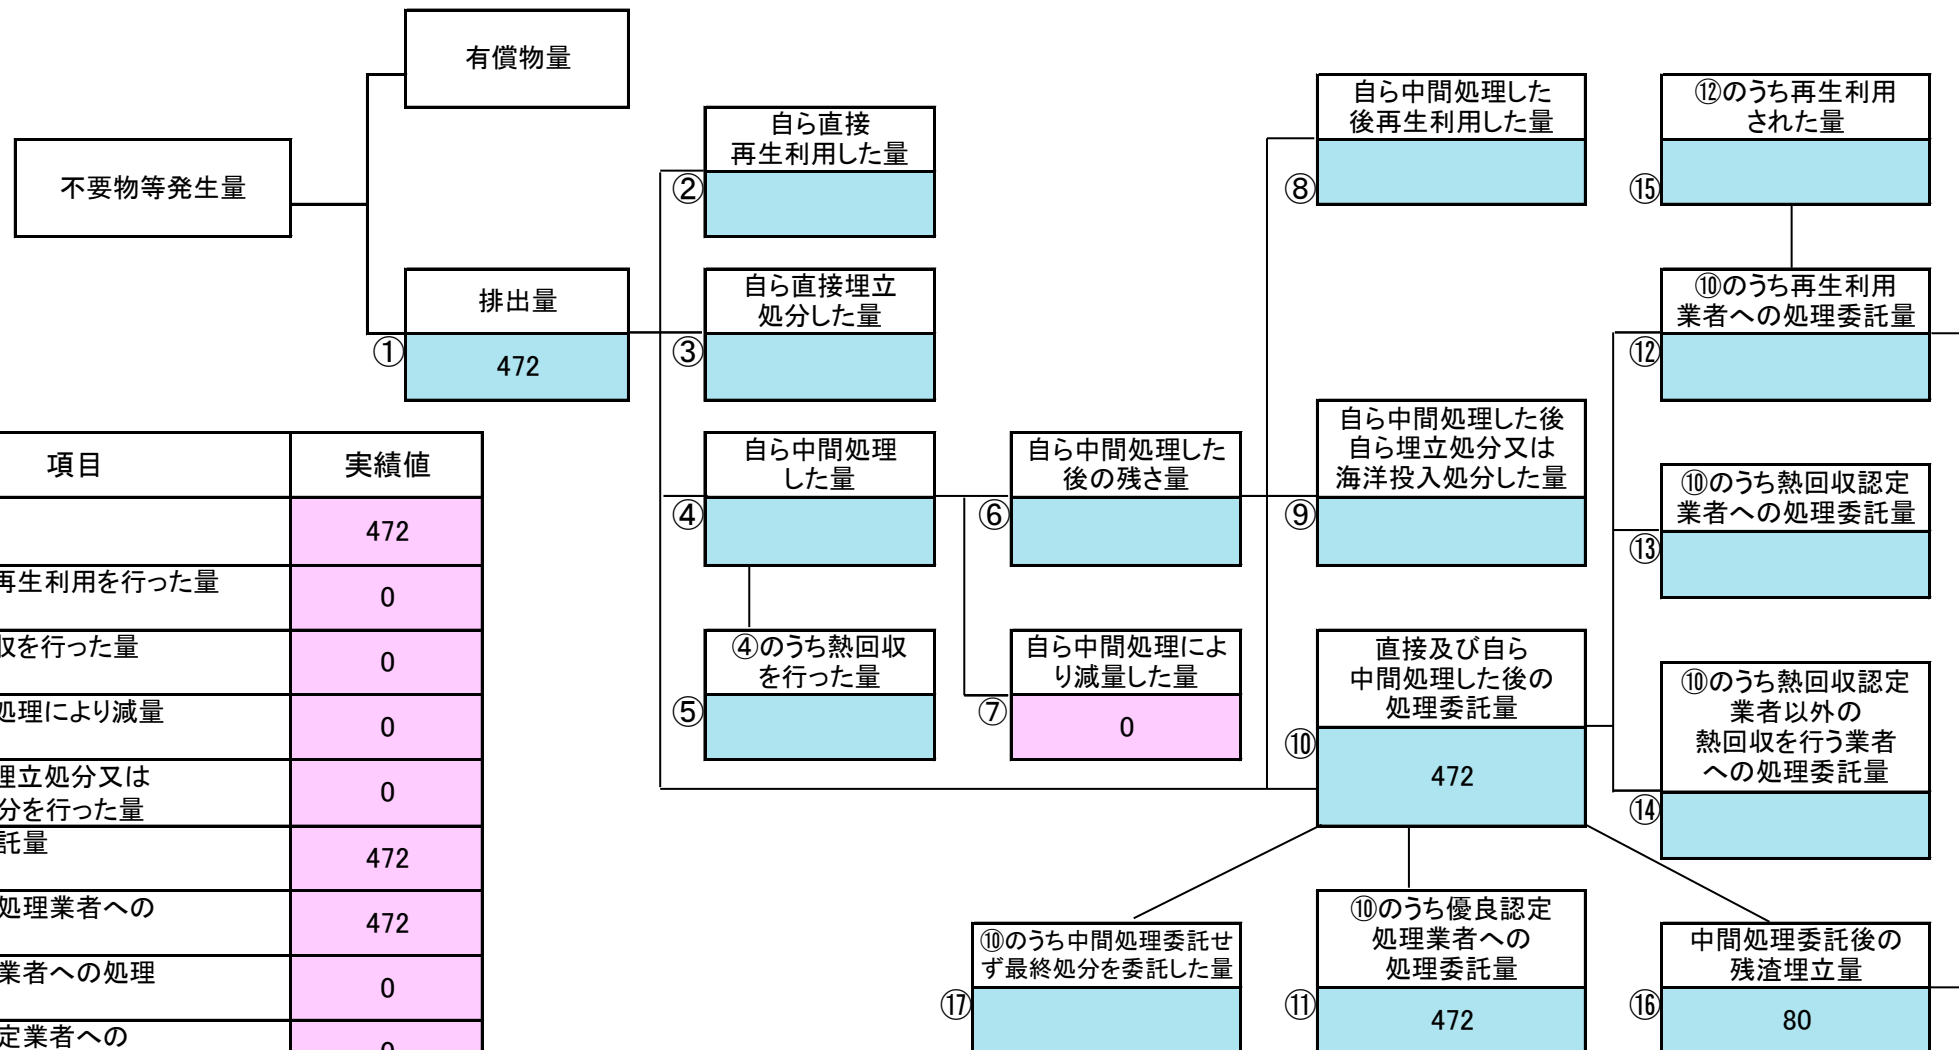 有償物量
不要物等発生量
自ら直接
再生利用した量
②
自ら中間処理した
後再生利用した量
⑧
⑫のうち再生利用
された量
⑮
排出量
①
472
自ら直接埋立
処分した量
③
⑩のうち再生利用
業者への処理委託量
⑫
自ら中間処理
した量
④
自ら中間処理した
後の残さ量
⑥
自ら中間処理した後
自ら埋立処分又は
海洋投入処分した量
⑨
⑩のうち熱回収認定
業者への処理委託量
⑬
④のうち熱回収
を行った量
⑤
自ら中間処理によ
り減量した量
⑦
0
直接及び自ら
中間処理した後の
処理委託量
⑩
472
⑩のうち熱回収認定
業者以外の
熱回収を行う業者
への処理委託量
⑭
⑩のうち中間処理委託せ
ず最終処分を委託した量
⑰
⑩のうち優良認定
処理業者への
処理委託量
⑪
472
中間処理委託後の
残渣埋立量
⑯
80
項目 実績値
472
再生利用を行った量 0
収を行った量 0
処理により減量 0
埋立処分又は
分を行った量 0
託量 472
処理業者への 472
業者への処理 0
定業者への 0